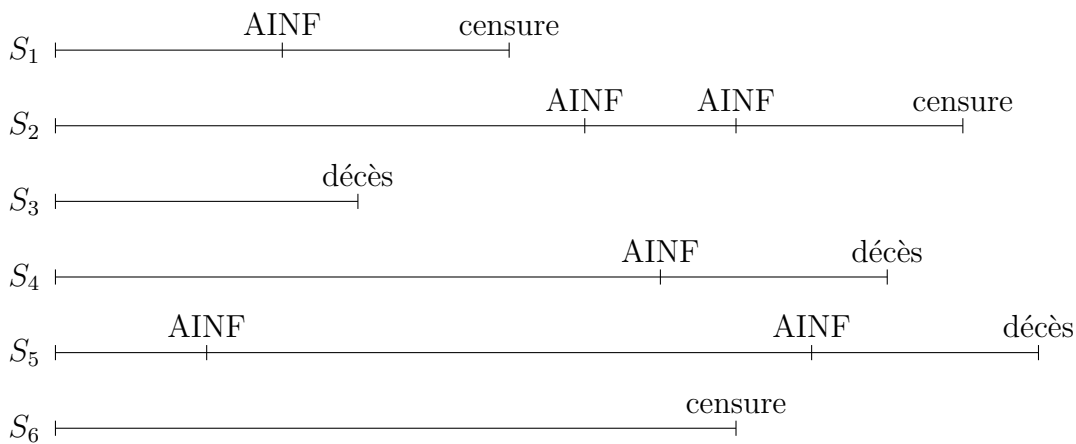 AINF censure
S1
AINF AINF censure
S2
décès
S3
AINF décès
S4
AINF AINF décès
S5
censure
S6